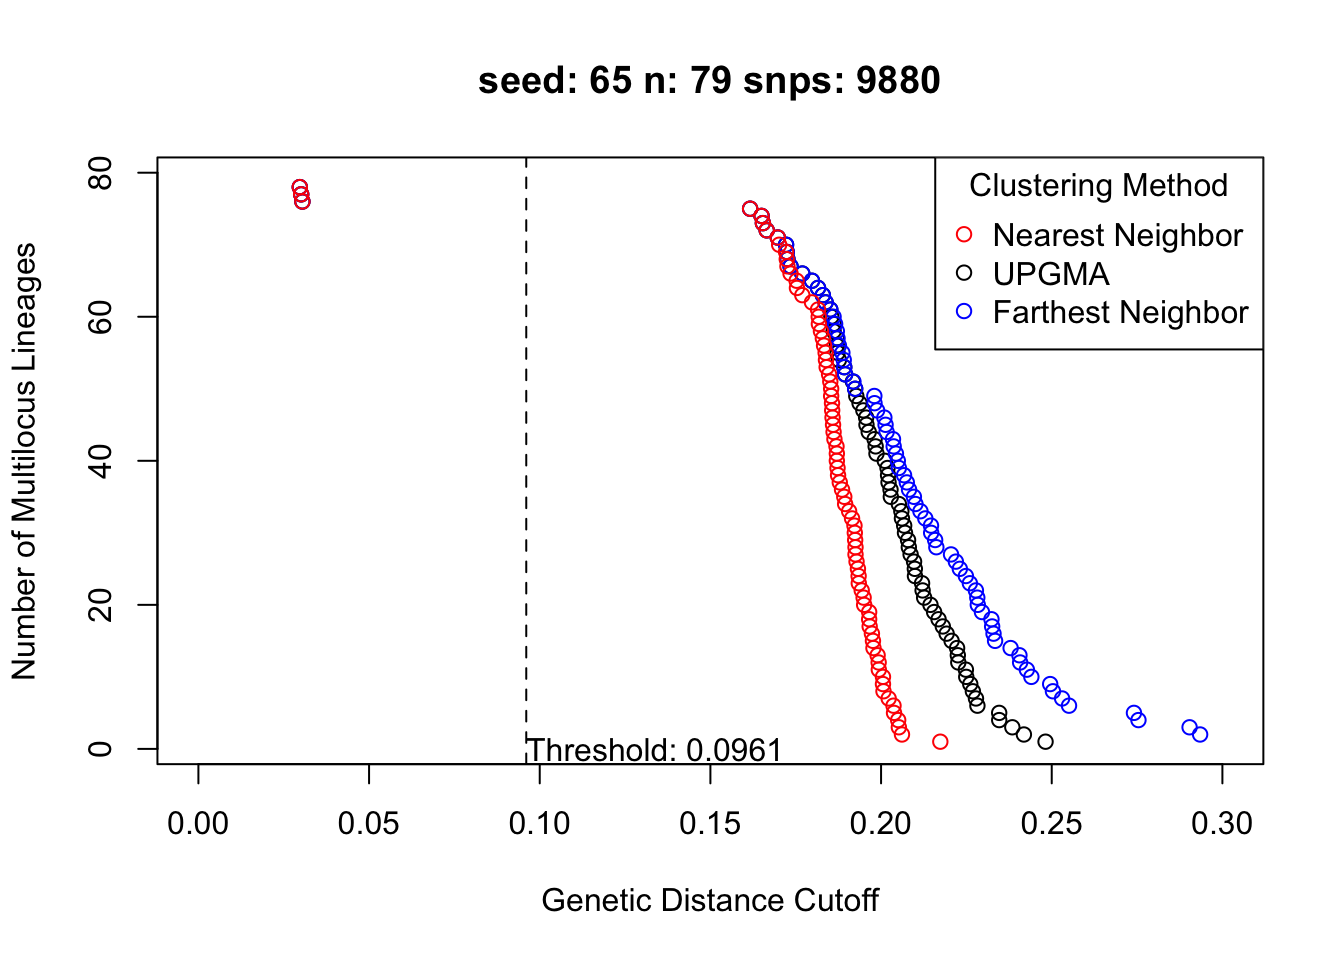 seed: 65 n: 79 snps: 9880
Clustering Method
Nearest Neighbor
UPGMA
Farthest Neighbor
Number of Multilocus Lineages
80
60
40
20
0
Threshold: 0.0961
0.00 0.05 0.10 0.15 0.20 0.25 0.30
Genetic Distance Cutoff